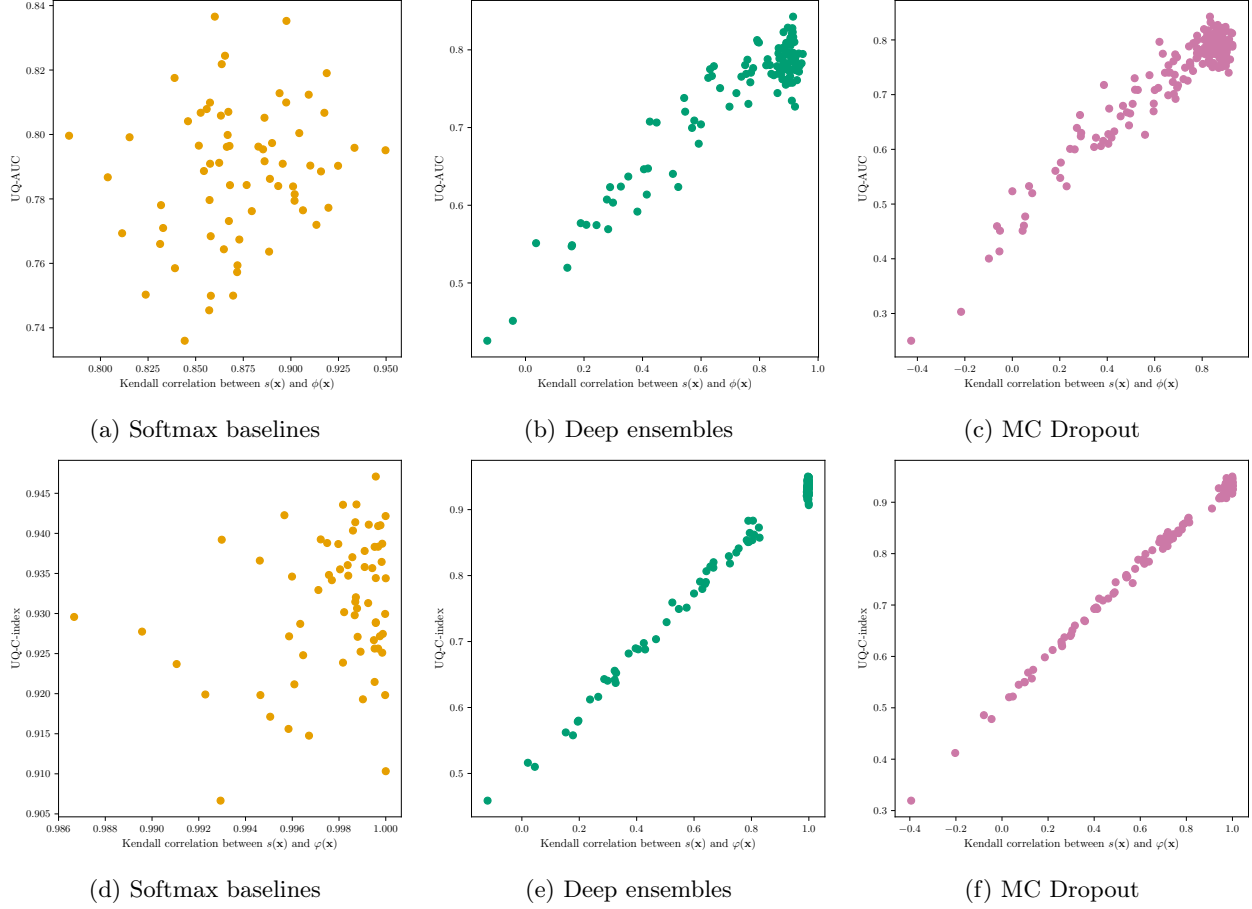 0.84
0.82
0.80
0.78
0.76
0.74
UQ-AUC
0.800 0.825 0.850 0.875 0.900 0.925 0.950
Kendall correlation between s(x) and ϕ(x)
(a) Softmax baselines
0.8
0.7
0.6
0.5
UQ-AUC
0.0 0.2 0.4 0.6 0.8 1.0
Kendall correlation between s(x) and ϕ(x)
(b) Deep ensembles
0.8
0.7
0.6
0.5
0.4
0.3
UQ-AUC
−0.4 −0.2 0.0 0.2 0.4 0.6 0.8
Kendall correlation between s(x) and ϕ(x)
(c) MC Dropout
0.945
0.940
0.935
0.930
0.925
0.920
0.915
0.910
0.905
UQ-C-index
0.986 0.988 0.990 0.992 0.994 0.996 0.998 1.000
Kendall correlation between s(x) and φ(x)
(d) Softmax baselines
0.9
0.8
0.7
0.6
0.5
UQ-C-index
0.0 0.2 0.4 0.6 0.8 1.0
Kendall correlation between s(x) and φ(x)
(e) Deep ensembles
0.9
0.8
0.7
0.6
0.5
0.4
0.3
UQ-C-index
−0.4 −0.2 0.0 0.2 0.4 0.6 0.8 1.0
Kendall correlation between s(x) and φ(x)
(f) MC Dropout